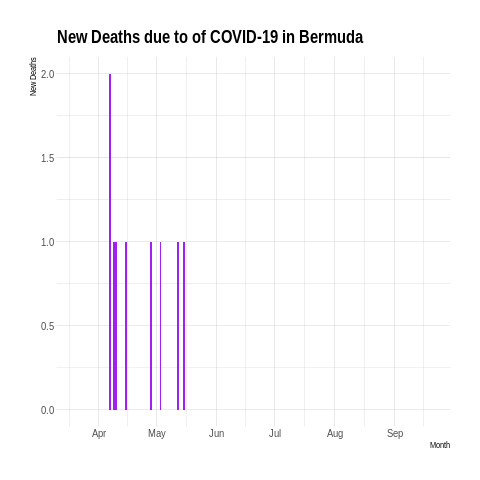 New Deaths due to of COVID-19 in Bermuda
New Deaths
2.0
1.5
1.0
0.5
0.0
Apr May Jun Jul Aug Sep
Month